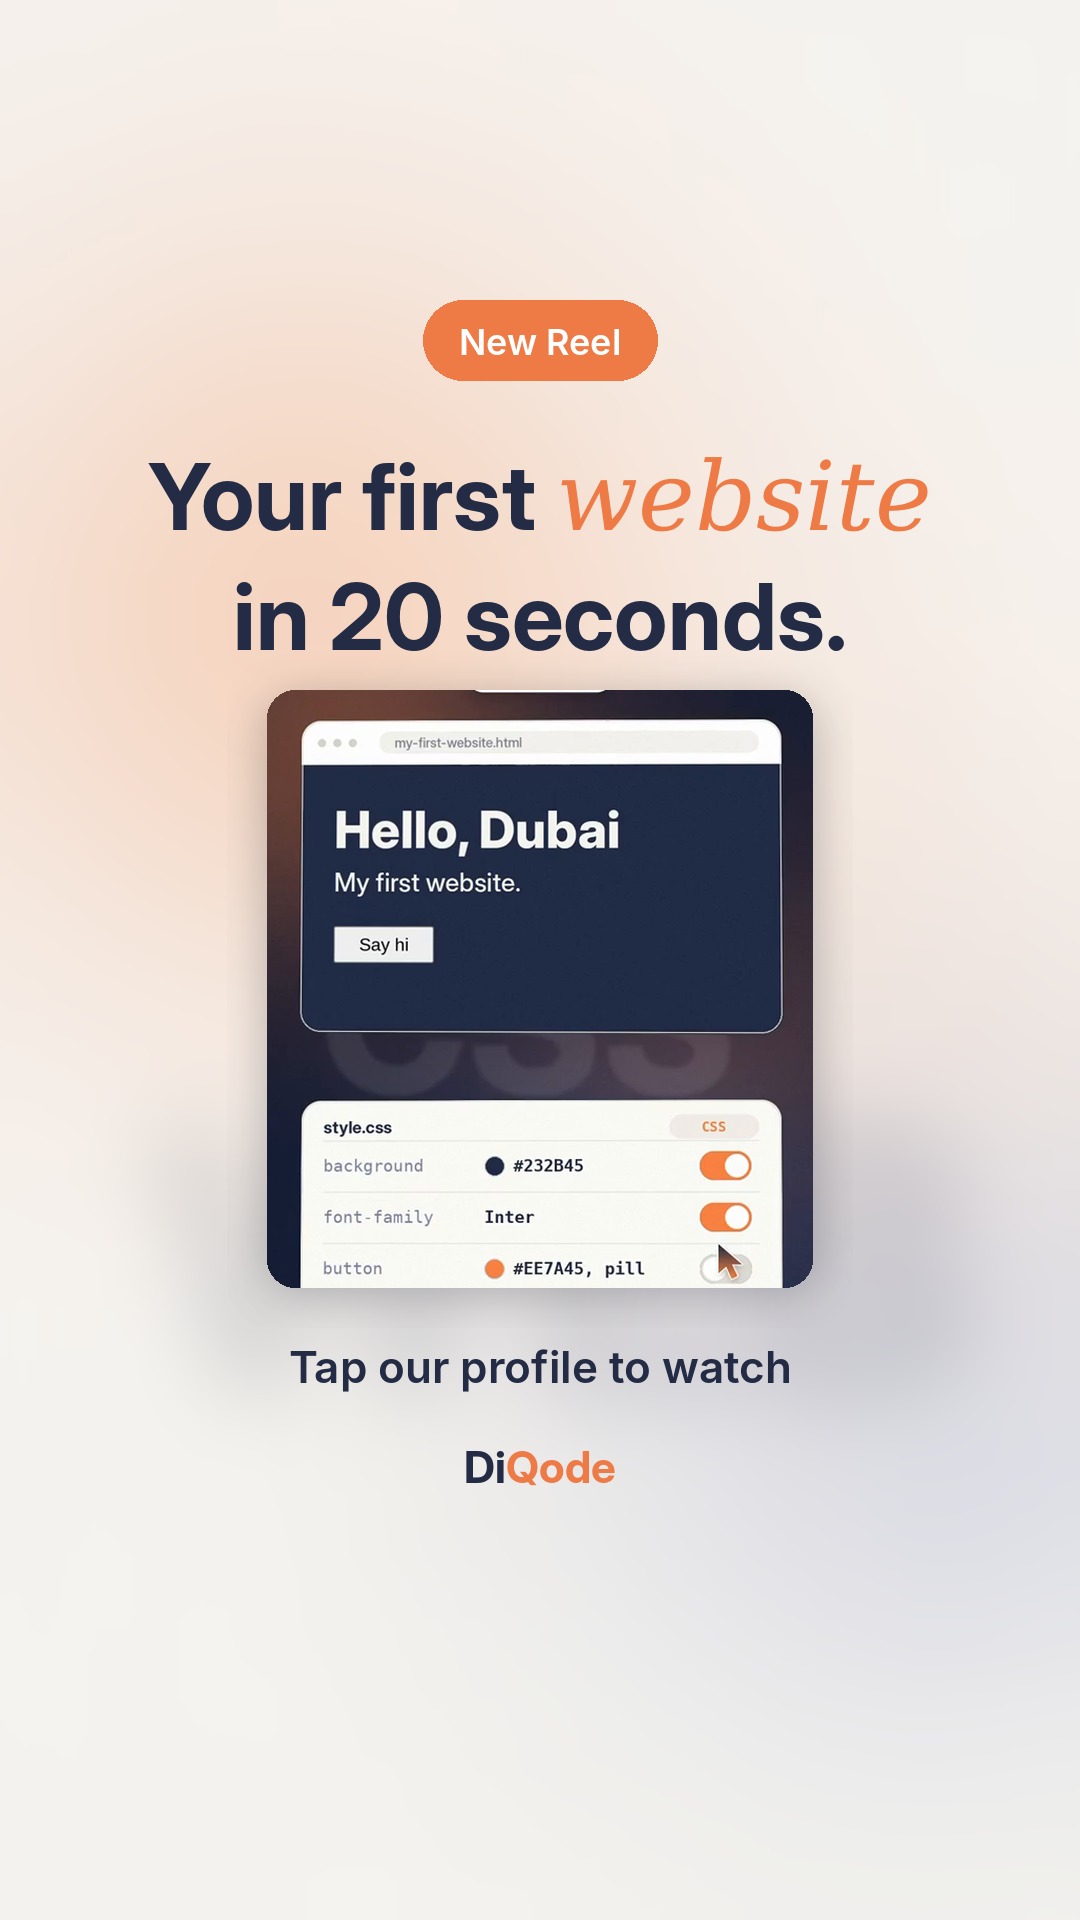 New Reel
Your first website
in 20 seconds.
my-first-website.html
Hello, Dubai
My first website.
Say hi
CSS
style.css CSS
background #232B45
font-family Inter
button #EE7A45, pill
Tap our profile to watch
DiQode